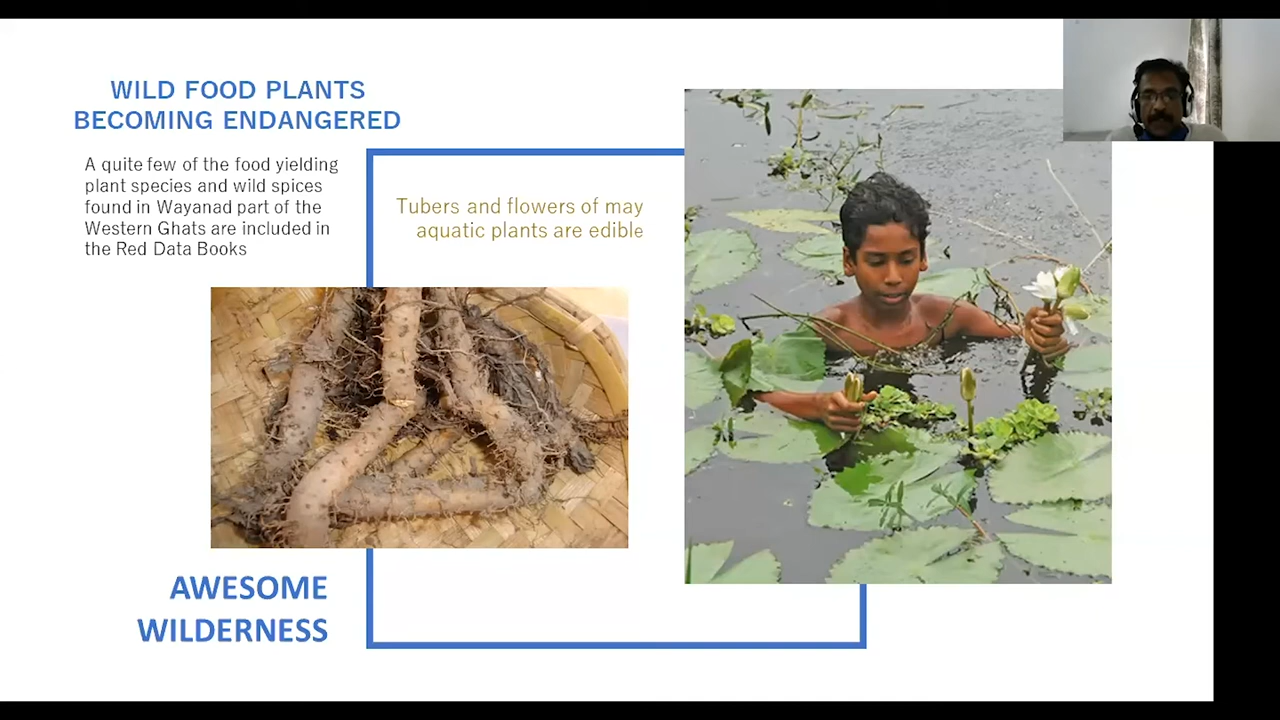 WILD FOOD PLANTS
BECOMING ENDANGERED
A quite few of the food yielding
plant species and wild spices
found in Wayanad part of the
Western Ghats are included in
the Red Data Books
Tubers and flowers of may
aquatic plants are edible
AWESOME
WILDERNESS